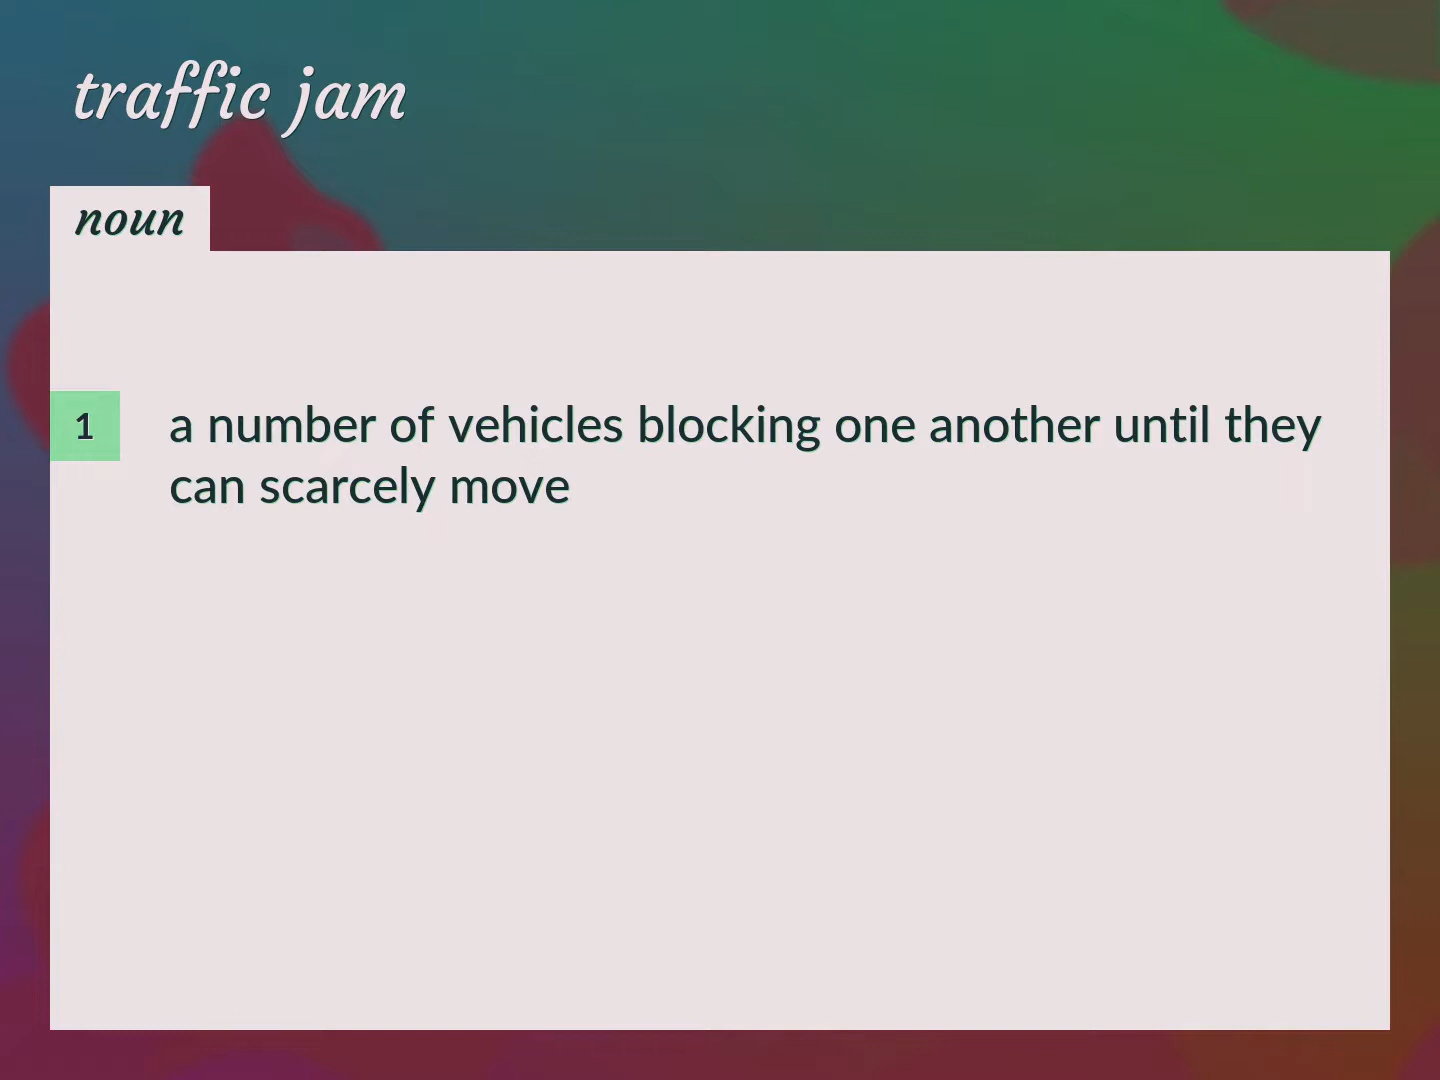 traffic jam
noun
1
a number of vehicles blocking one another until they
can scarcely move